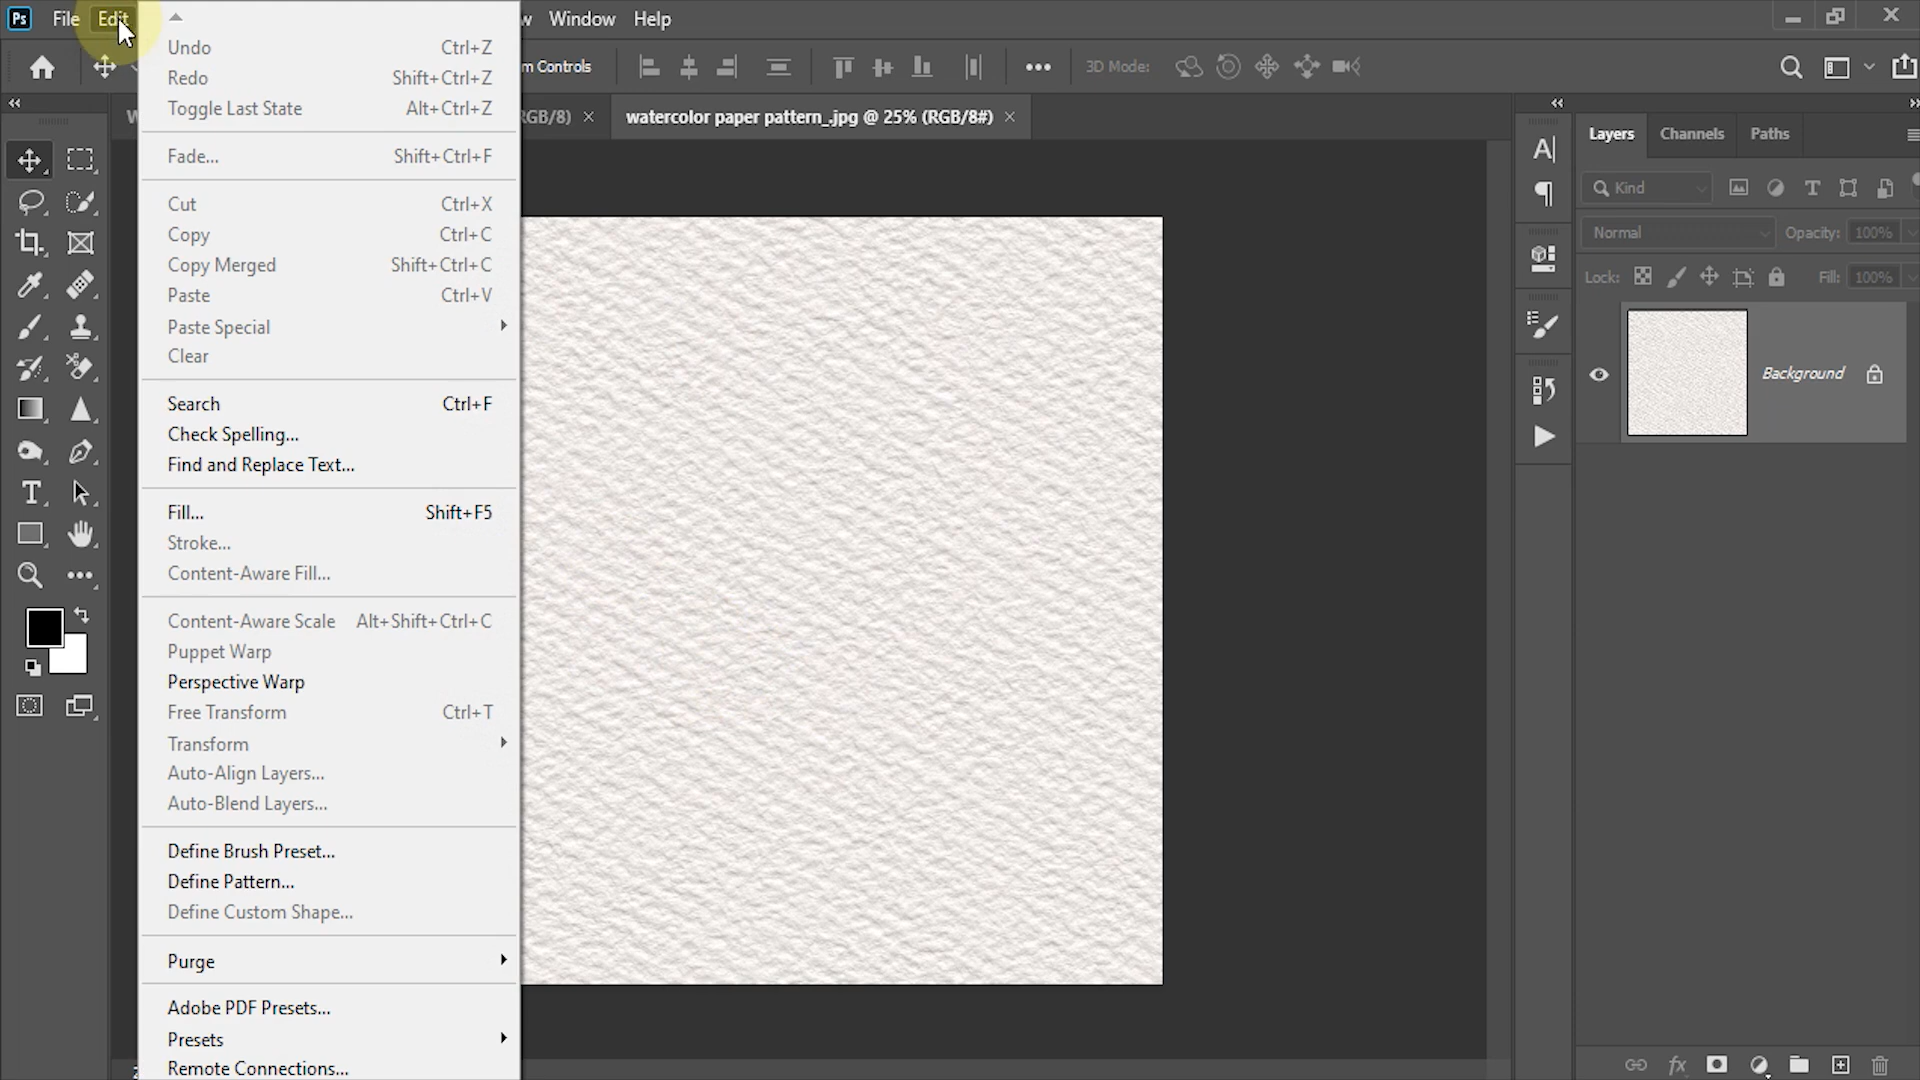 Ps File Edit w Window Help
m Controls 3D Mode:
W RGB/8) × watercolor paper pattern_.jpg @ 25% (RGB/8#) ×
Undo Ctrl+Z
Redo Shift+Ctrl+Z
Toggle Last State Alt+Ctrl+Z
Fade... Shift+Ctrl+F
Cut Ctrl+X
Copy Ctrl+C
Copy Merged Shift+Ctrl+C
Paste Ctrl+V
Paste Special
Clear
Search Ctrl+F
Check Spelling...
Find and Replace Text...
Fill... Shift+F5
Stroke...
Content-Aware Fill...
Content-Aware Scale Alt+Shift+Ctrl+C
Puppet Warp
Perspective Warp
Free Transform Ctrl+T
Transform
Auto-Align Layers...
Auto-Blend Layers...
Define Brush Preset...
Define Pattern...
Define Custom Shape...
Purge
Adobe PDF Presets...
Presets
Remote Connections...
Layers Channels Paths
Kind
Normal Opacity: 100%
Lock: Fill: 100%
Background